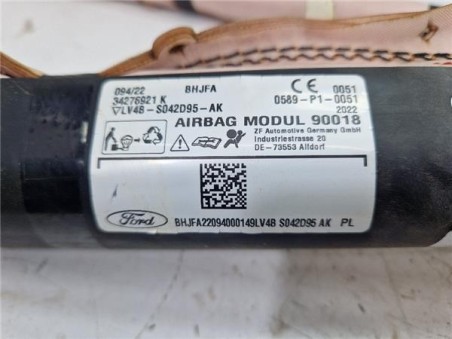 094/22 BHJFA
34276921 K
LV4B-S042D95-AK
CE 0051
0589-P1-0051
2022
AIRBAG MODUL 90018
ZF Automotive Germany GmbH
Industriestrasse 20
DE-73553 Alfdorf
Ford
BHJFA22094000149LV4B S042D95 AK PL